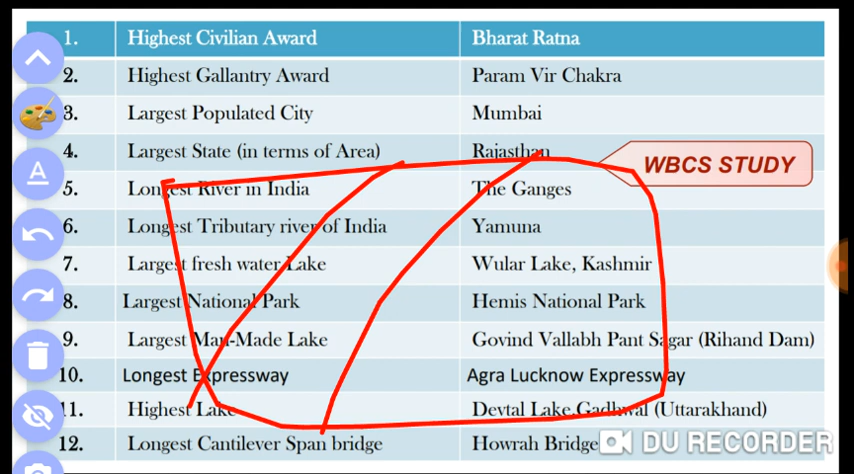 1. Highest Civilian Award Bharat Ratna
2. Highest Gallantry Award Param Vir Chakra
3. Largest Populated City Mumbai
4. Largest State (in terms of Area) Rajasthan
WBCS STUDY
5. Longest River in India The Ganges
6. Longest Tributary river of India Yamuna
7. Largest fresh water Lake Wular Lake, Kashmir
8. Largest National Park Hemis National Park
9. Largest Man-Made Lake Govind Vallabh Pant Sagar (Rihand Dam)
10. Longest Expressway Agra Lucknow Expressway
11. Highest Lake Devtal Lake,Gadhwal (Uttarakhand)
12. Longest Cantilever Span bridge Howrah Bridge
DU RECORDER
A